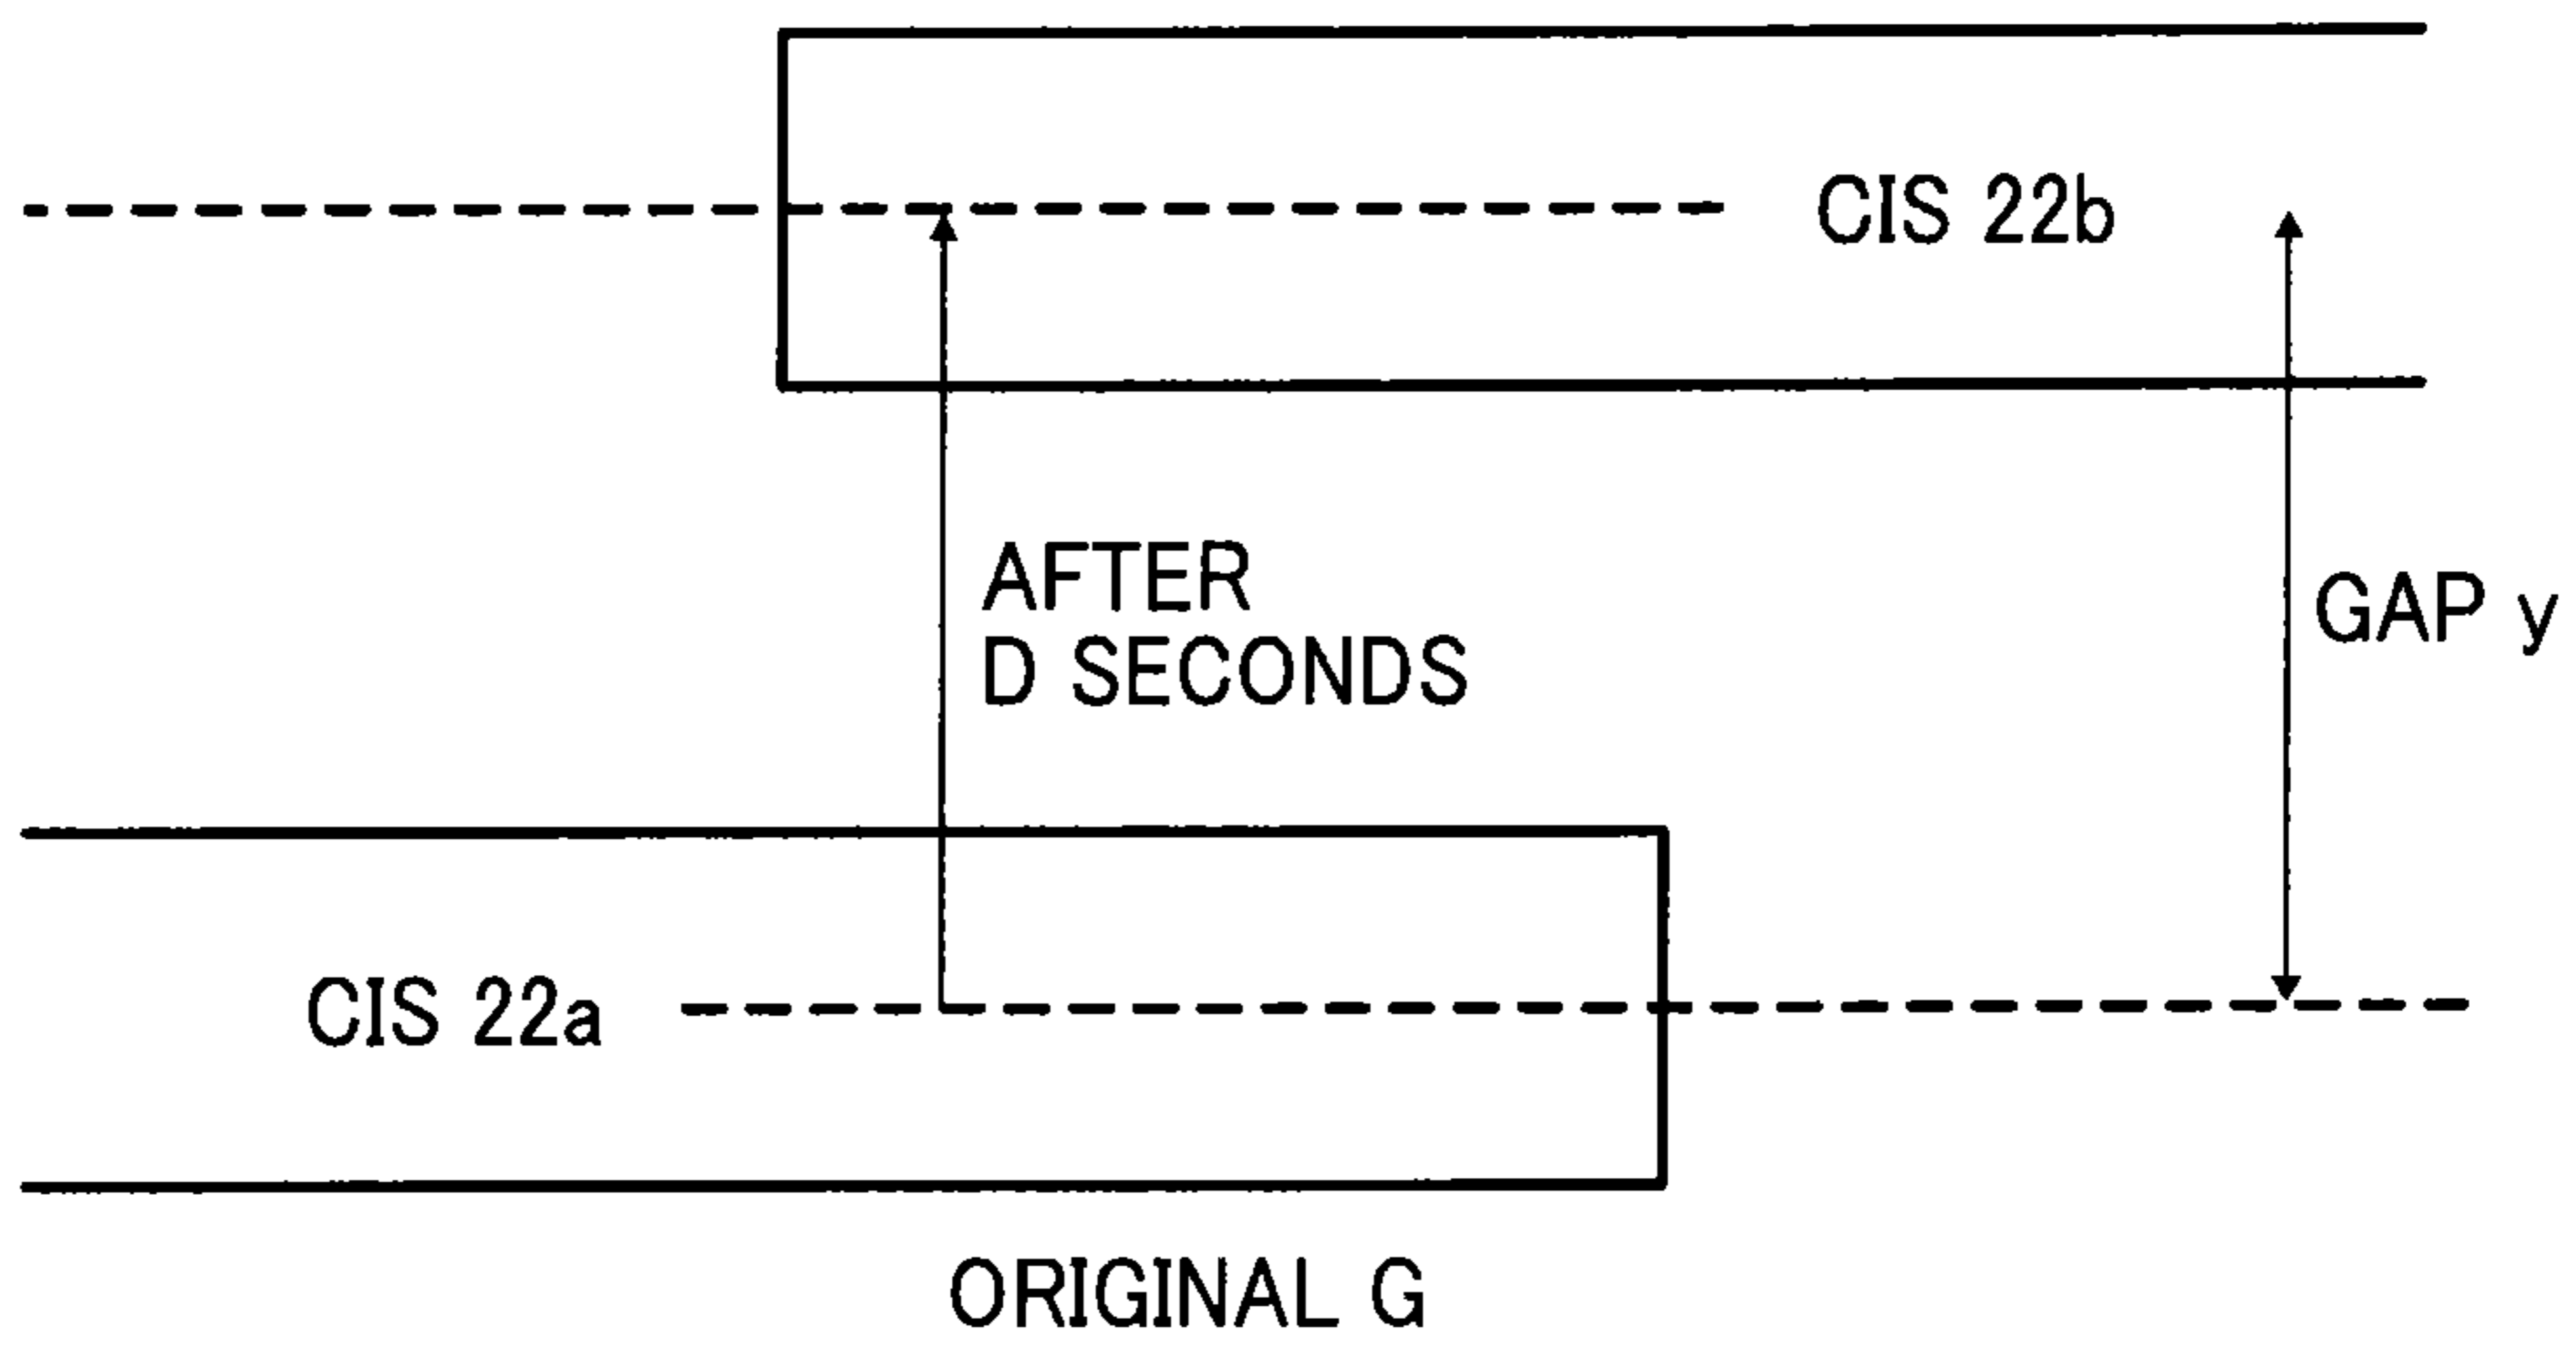 CIS 22b
AFTER
D SECONDS
GAP y
CIS 22a
ORIGINAL G